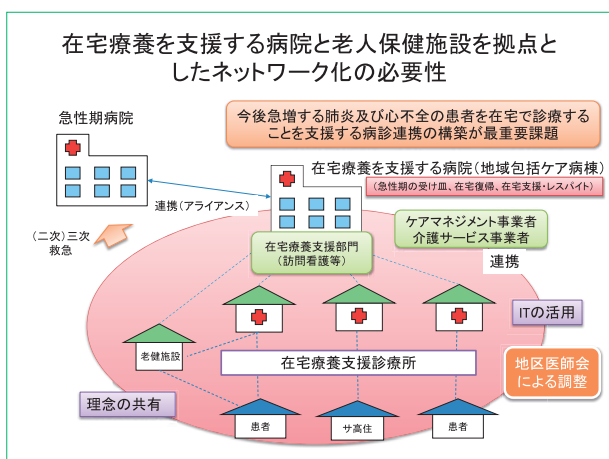 在宅療養を支援する病院と老人保健施設を拠点と
したネットワーク化の必要性
急性期病院
今後急増する肺炎及び心不全の患者を在宅で診療する
ことを支援する病診連携の構築が最重要課題
在宅療養を支援する病院(地域包括ケア病棟)
(急性期の受け皿、在宅復帰、在宅支援・レスパイト)
連携(アライアンス)
(二次)三次
救急
ケアマネジメント事業者
介護サービス事業者
在宅療養支援部門
(訪問看護等)
連携
ITの活用
老健施設
在宅療養支援診療所
地区医師会
による調整
理念の共有
患者
サ高住
患者